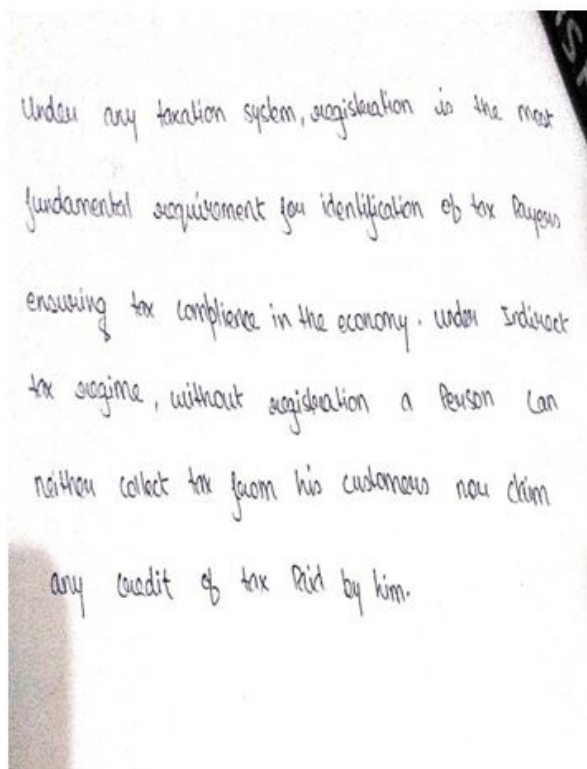 Under any taxation system, registration is the most
fundamental requirement for identification of tax Payers
ensuring tax complience in the economy. under Indirect
tax regime, without registration a Person can
neither collect tax from his customers nor claim
any credit of tax Paid by him.